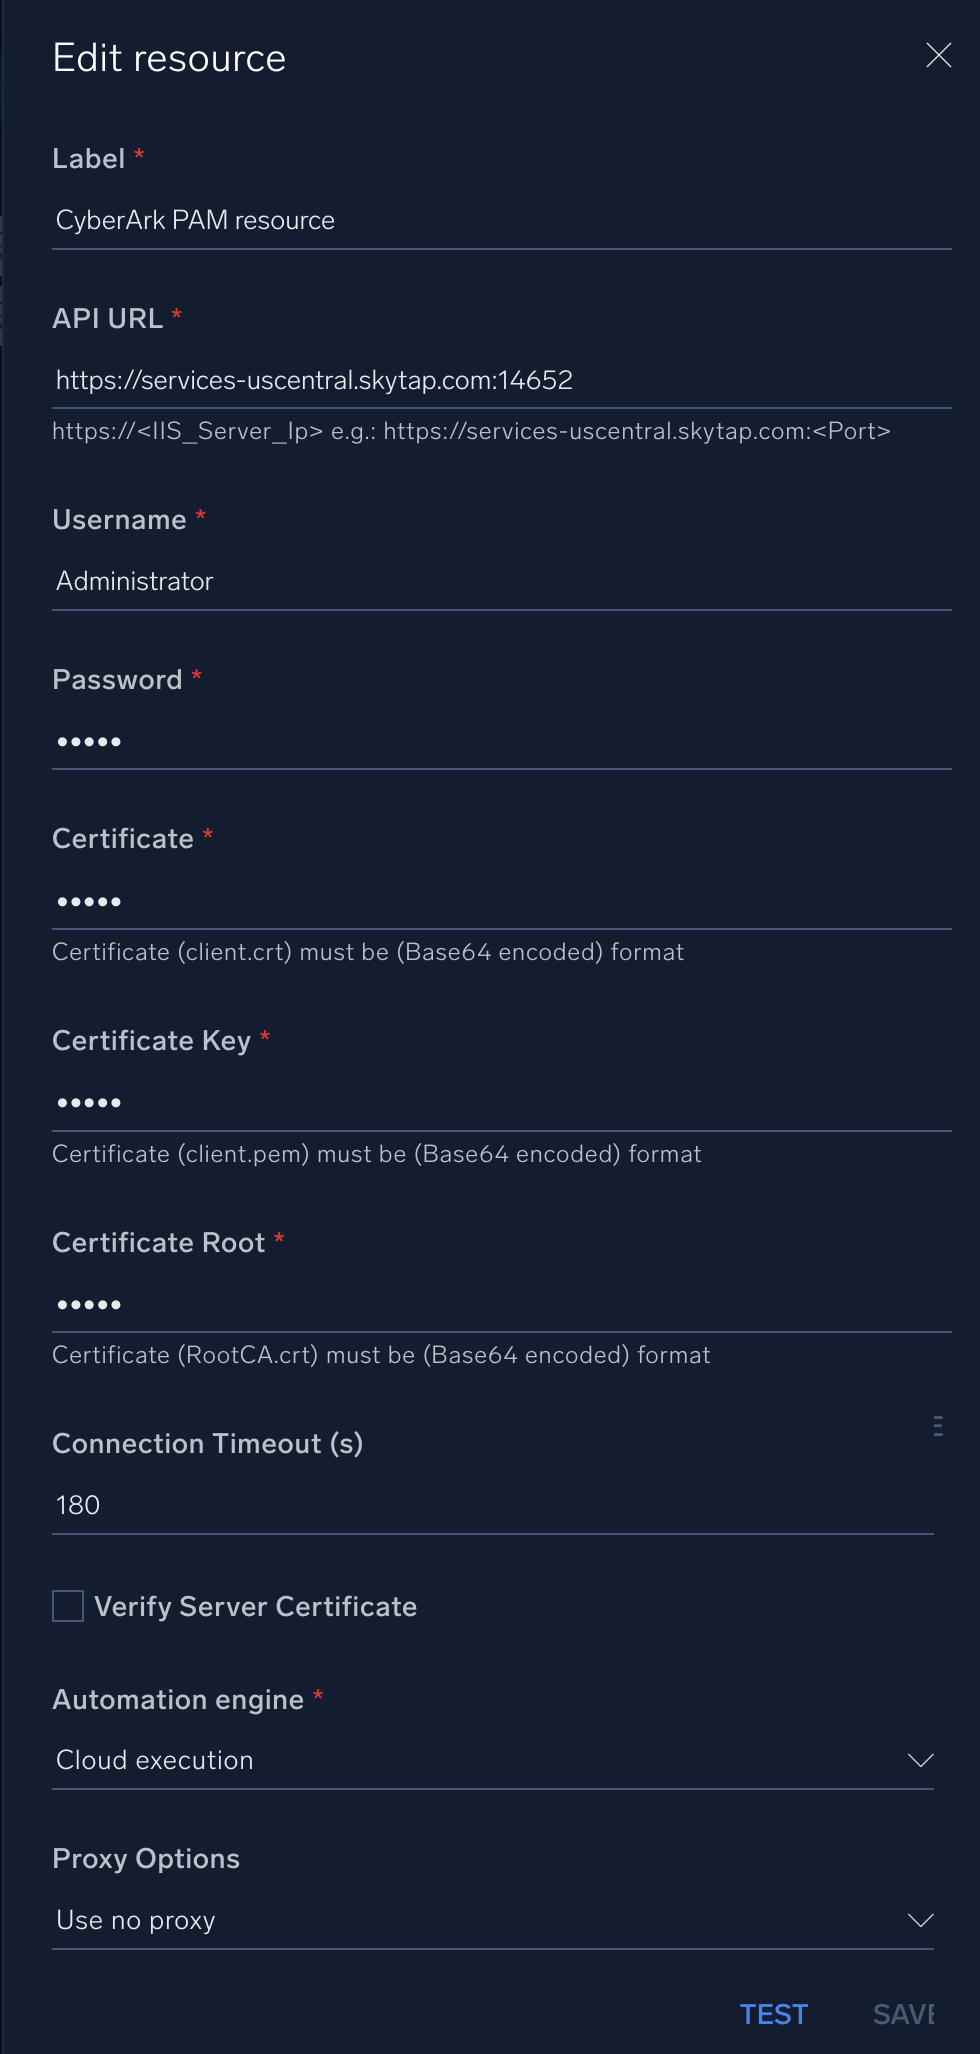 Edit resource
Label *
CyberArk PAM resource
API URL *
https://services-uscentral.skytap.com:14652
https://<IIS_Server_Ip> e.g.: https://services-uscentral.skytap.com:<Port>
Username *
Administrator
Password *
•••••
Certificate *
•••••
Certificate (client.crt) must be (Base64 encoded) format
Certificate Key *
•••••
Certificate (client.pem) must be (Base64 encoded) format
Certificate Root *
•••••
Certificate (RootCA.crt) must be (Base64 encoded) format
Connection Timeout (s)
180
Verify Server Certificate
Automation engine *
Cloud execution
Proxy Options
Use no proxy
TEST SAVE